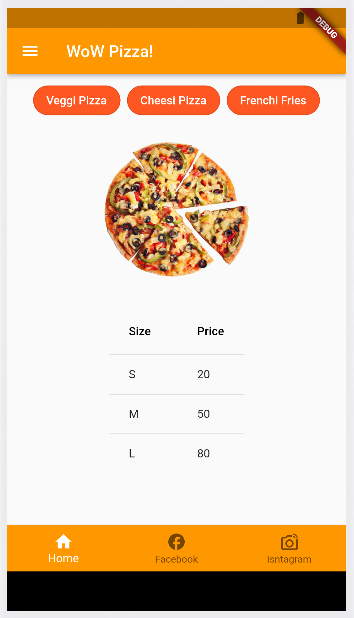 DEBUG
WoW Pizza!
Veggi Pizza Cheesi Pizza Frenchi Fries
Size Price
S 20
M 50
L 80
Home Facebook Isntagram